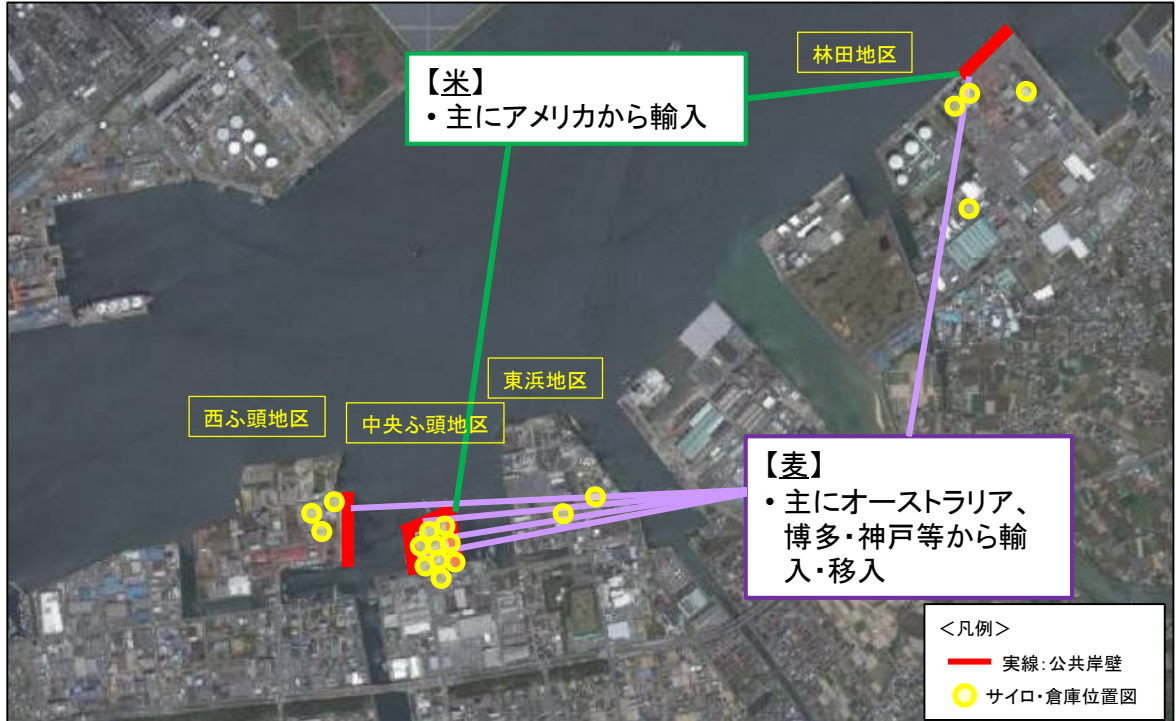 林田地区
【米】
・主にアメリカから輸入
東浜地区
西ふ頭地区
中央ふ頭地区
【麦】
・主にオーストラリア、
博多・神戸等から輸
入・移入
＜凡例＞
実線：公共岸壁
サイロ・倉庫位置図